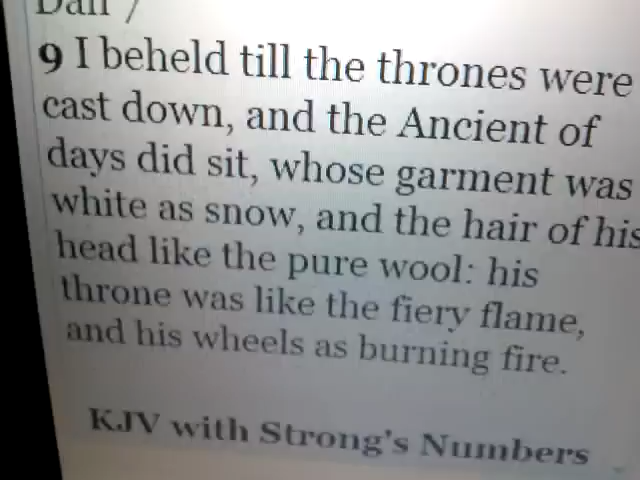 Dan 7
9 I beheld till the thrones were
cast down, and the Ancient of
days did sit, whose garment was
white as snow, and the hair of his
head like the pure wool: his
throne was like the fiery flame,
and his wheels as burning fire.
KJV with Strong's Numbers